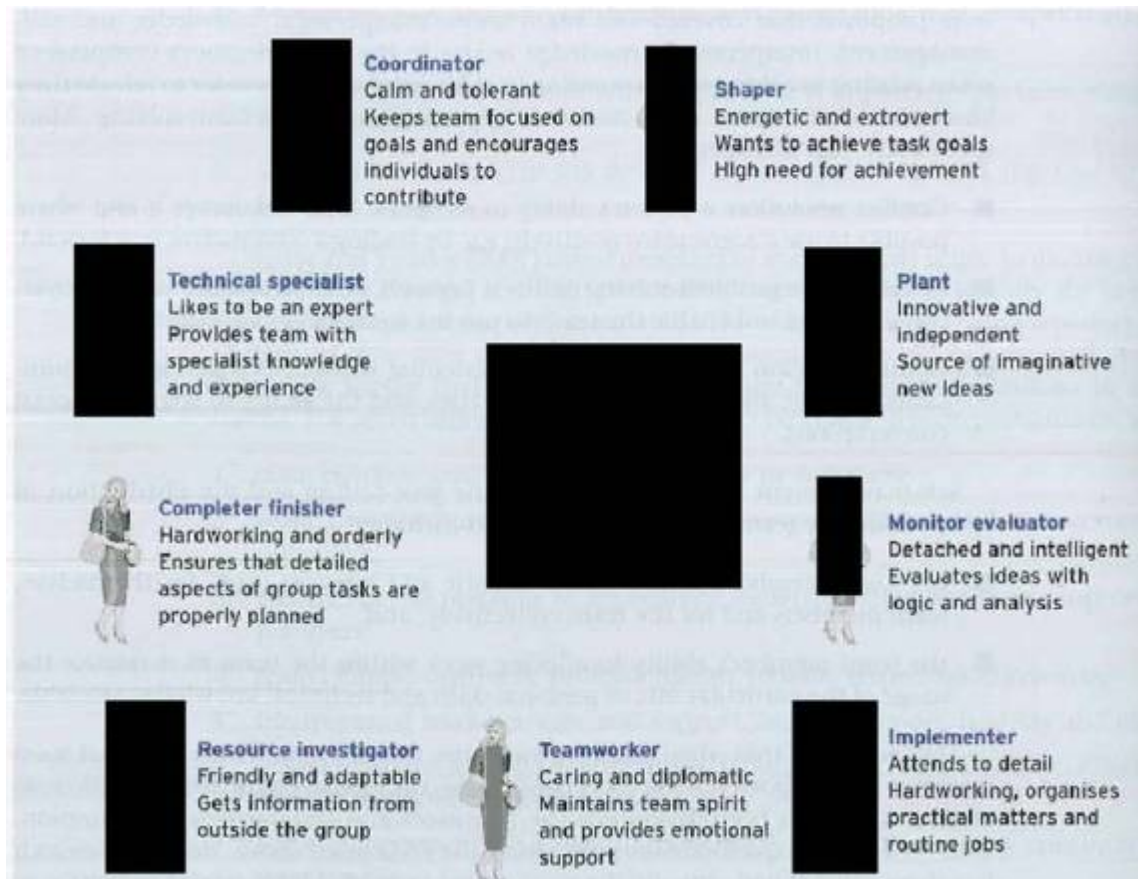 Coordinator
Calm and tolerant
Keeps team focused on
goals and encourages
individuals to
contribute
Shaper
Energetic and extrovert
Wants to achieve task goals
High need for achievement
Technical specialist
Likes to be an expert
Provides team with
specialist knowledge
and experience
Plant
Innovative and
independent
Source of imaginative
new ideas
Completer finisher
Hardworking and orderly
Ensures that detailed
aspects of group tasks are
properly planned
Monitor evaluator
Detached and intelligent
Evaluates ideas with
logic and analysis
Resource investigator
Friendly and adaptable
Gets information from
outside the group
Teamworker
Caring and diplomatic
Maintains team spirit
and provides emotional
support
Implementer
Attends to detail
Hardworking, organises
practical matters and
routine jobs